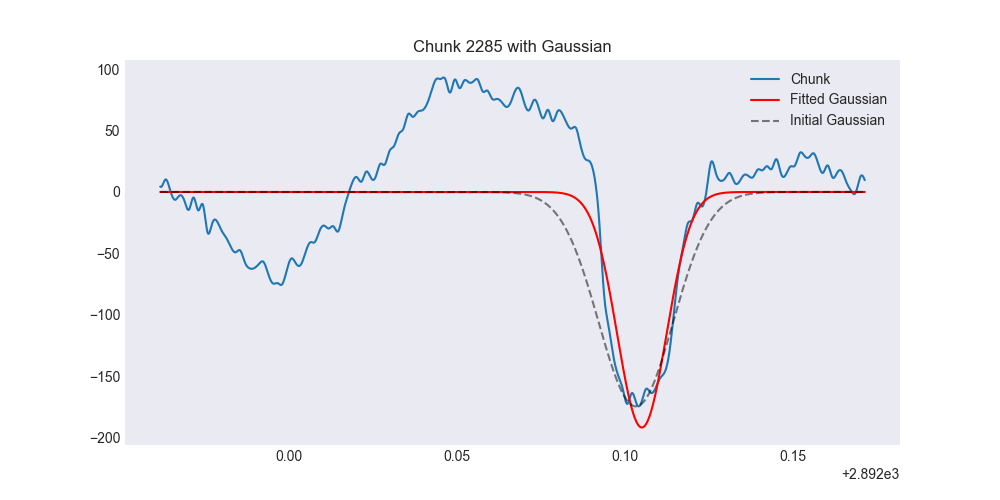 Chunk 2285 with Gaussian
Chunk
Fitted Gaussian
Initial Gaussian
100
50
0
−50
−100
−150
−200
0.00
0.05
0.10
0.15
+2.892e3